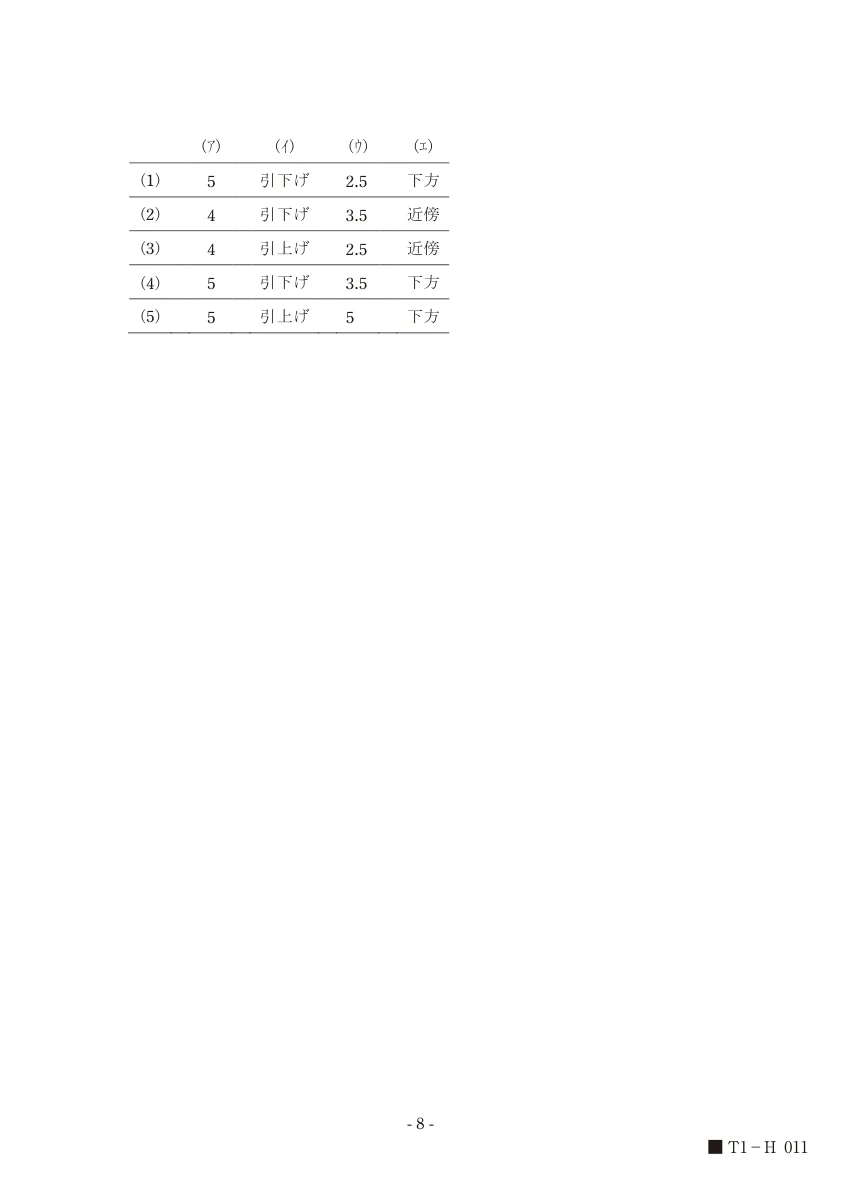 (ア) (イ) (ウ) (エ)
(1) 5 引下げ 2.5 下方
(2) 4 引下げ 3.5 近傍
(3) 4 引上げ 2.5 近傍
(4) 5 引下げ 3.5 下方
(5) 5 引上げ 5 下方
- 8 -
■ T1－H 011